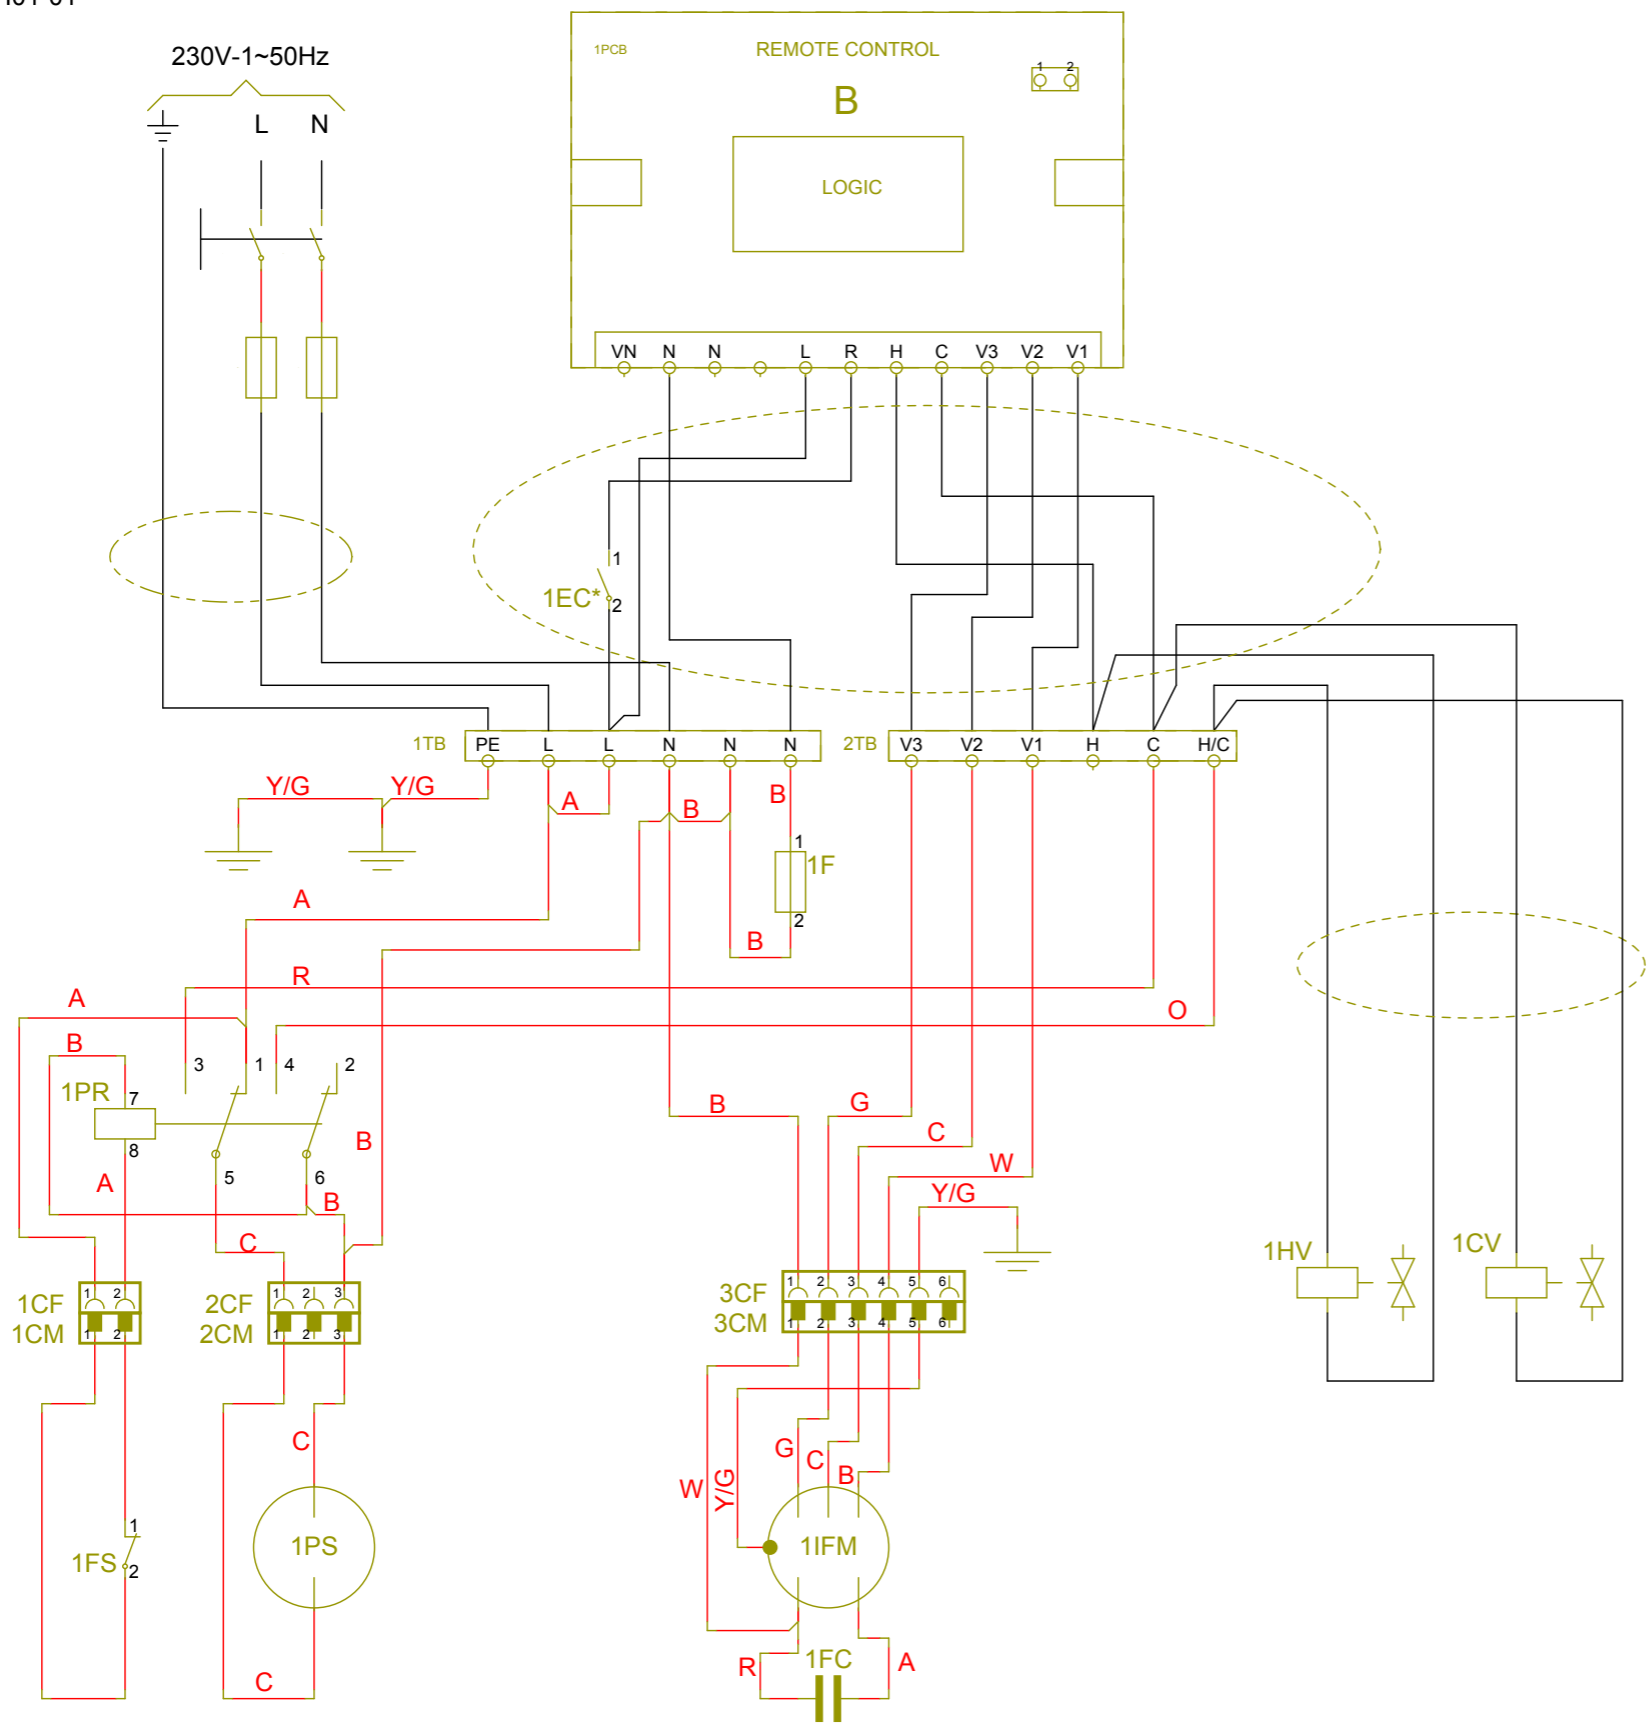 230V-1~50Hz
L N
1PCB REMOTE CONTROL
1 2
B
LOGIC
VN N N L R H C V3 V2 V1
1
1EC*
2
1TB PE L L N N N
2TB V3 V2 V1 H C H/C
Y/G Y/G A B B
1
1F
2
A B
R
A O
B
3 1 4 2
1PR 7
8
B G
B C
A 5 6 W
B Y/G
C
1HV 1CV
1CF 1 2
1CM 1 2
2CF 1 2 3
2CM 1 2 3
3CF 1 2 3 4 5 6
3CM 1 2 3 4 5 6
C G C B
W Y/G
1
1FS
2
1PS
1IFM
C
R 1FC A